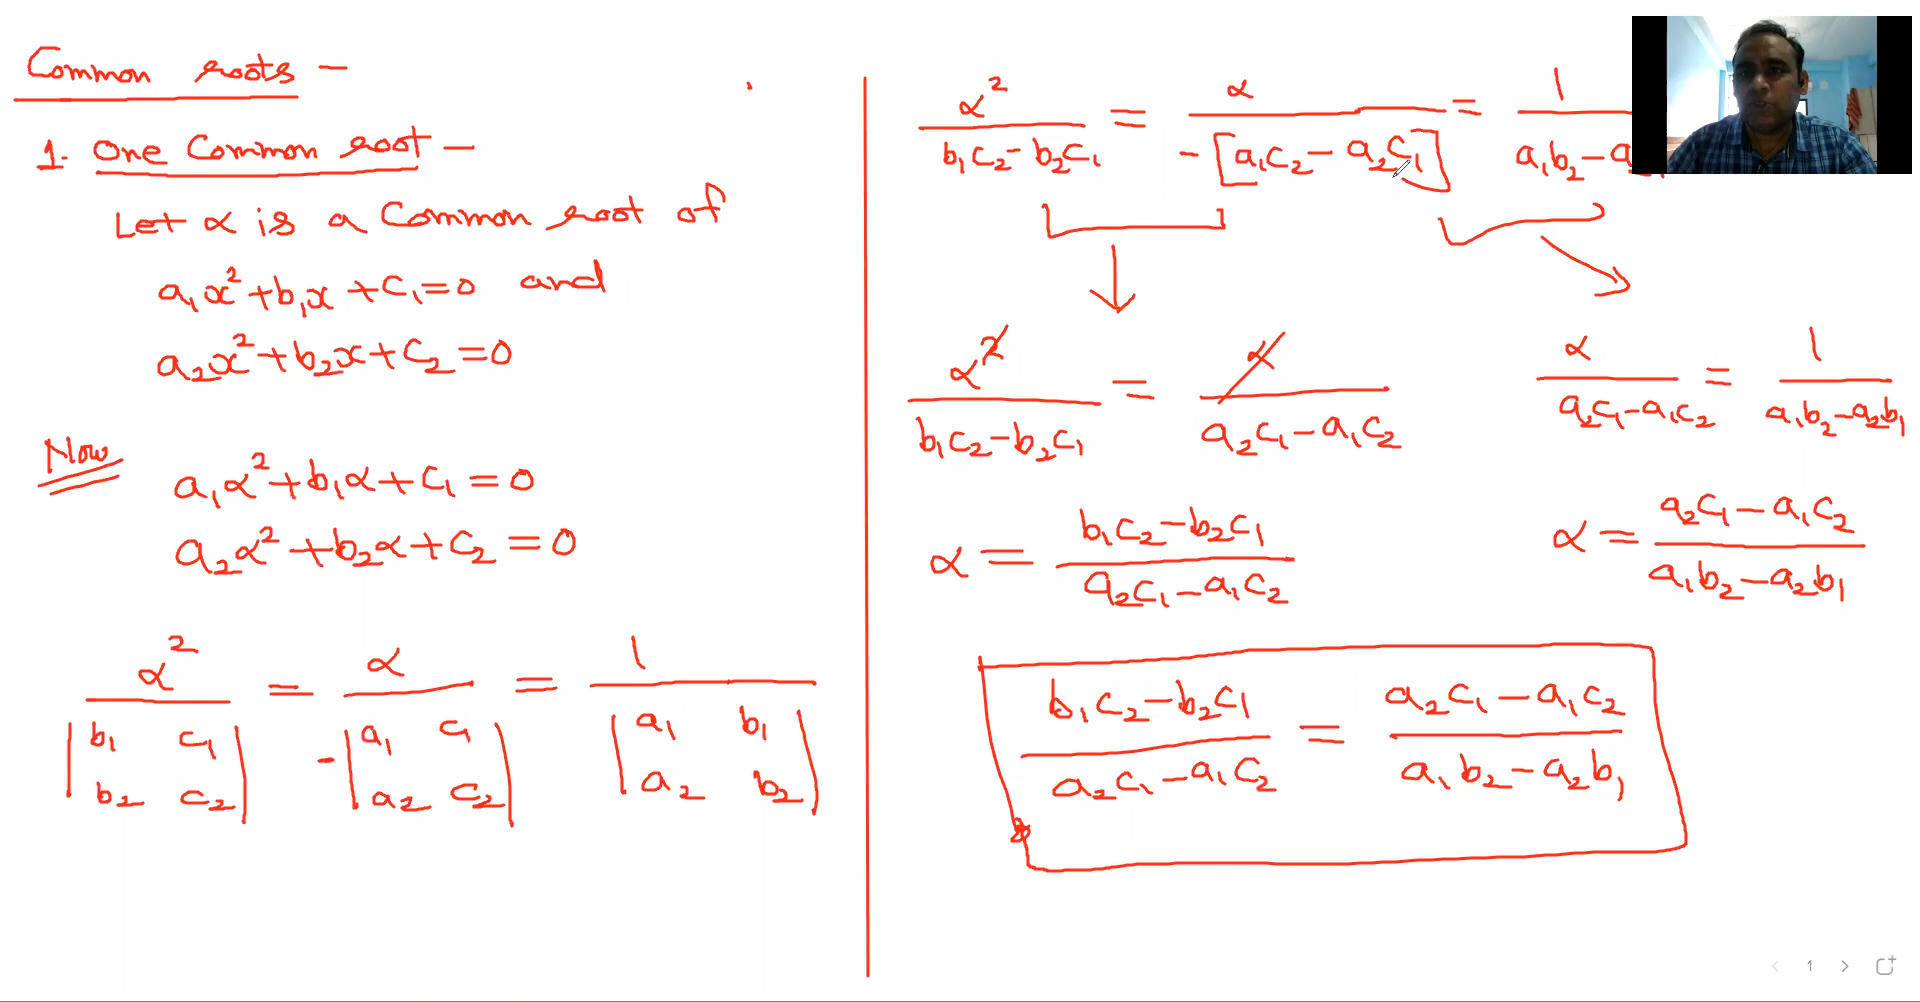 Common roots –
1. One Common root –
Let α is a Common root of
a₁x² + b₁x + c₁ = 0 and
a₂x² + b₂x + c₂ = 0
Now
a₁α² + b₁α + c₁ = 0
a₂α² + b₂α + c₂ = 0
α² / |b₁ c₁; b₂ c₂| = α / -|a₁ c₁; a₂ c₂| = 1 / |a₁ b₁; a₂ b₂|
α² / (b₁c₂ – b₂c₁) = α / -[a₁c₂ – a₂c₁] = 1 / a₁b₂ – a
α² / (b₁c₂ – b₂c₁) = α / (a₂c₁ – a₁c₂)
α / (a₂c₁ – a₁c₂) = 1 / (a₁b₂ – a₂b₁)
α = (b₁c₂ – b₂c₁) / (a₂c₁ – a₁c₂)
α = (a₂c₁ – a₁c₂) / (a₁b₂ – a₂b₁)
(b₁c₂ – b₂c₁) / (a₂c₁ – a₁c₂) = (a₂c₁ – a₁c₂) / (a₁b₂ – a₂b₁)
1